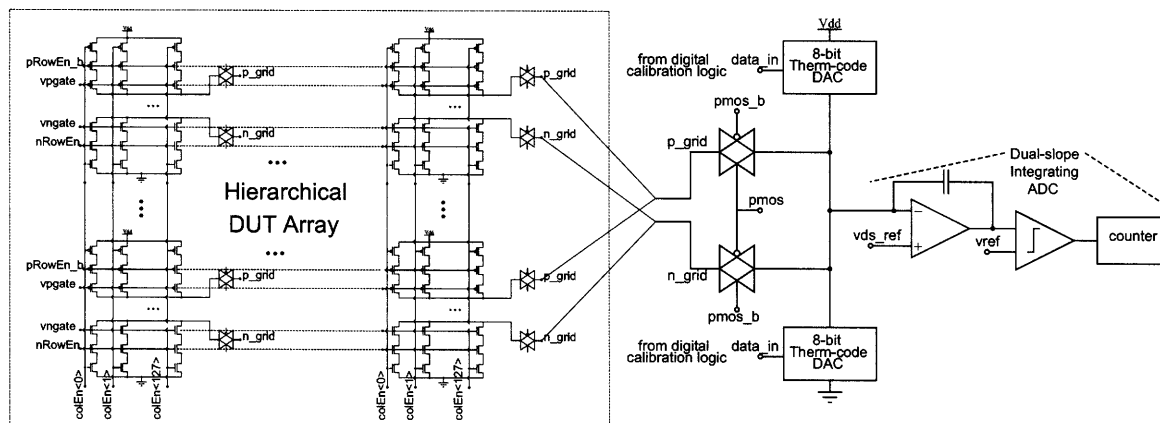 Vdd
Vdd
pRowEn_b
vpgate
p_grid
p_grid
...
...
vngate
nRowEn
n_grid
n_grid
...
Hierarchical
DUT Array
...
pRowEn_b
vpgate
p_grid
p_grid
...
...
vngate
nRowEn
n_grid
n_grid
colEn<0>
colEn<1>
colEn<127>
colEn<0>
colEn<1>
colEn<127>
Vdd
from digital
calibration logic
data_in
8-bit
Therm-code
DAC
pmos_b
p_grid
pmos
n_grid
pmos_b
Dual-slope
Integrating
ADC
−
+
vds_ref
vref
counter
from digital
calibration logic
data_in
8-bit
Therm-code
DAC